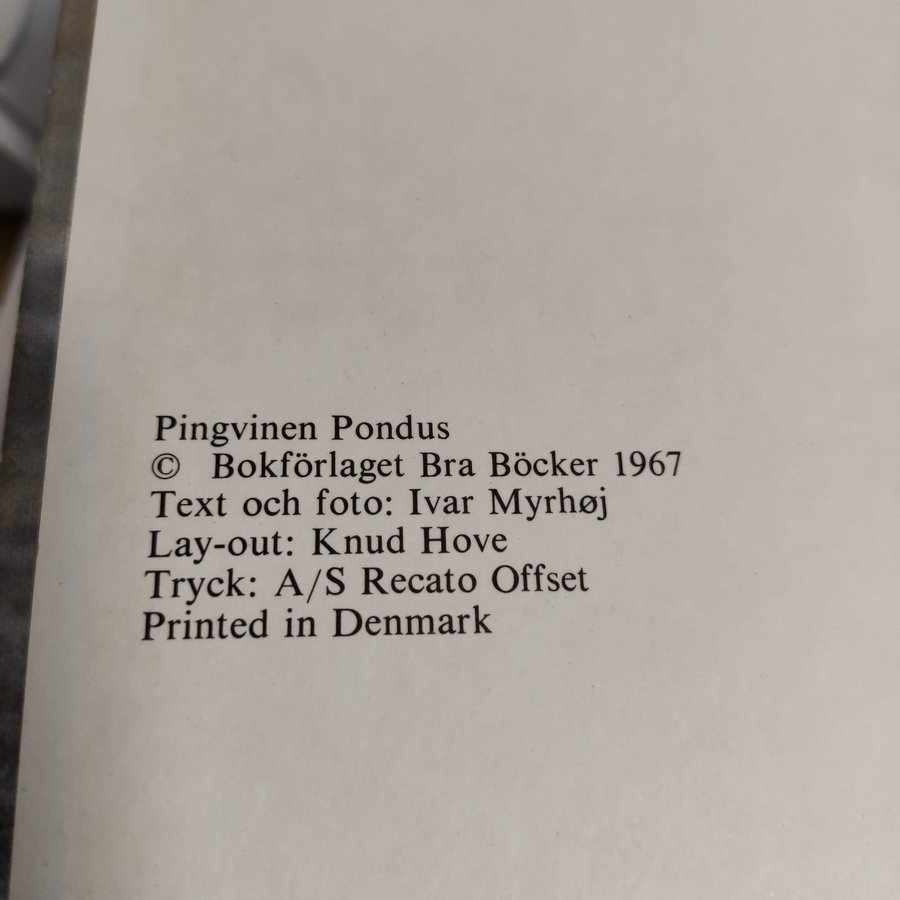 Pingvinen Pondus
© Bokförlaget Bra Böcker 1967
Text och foto: Ivar Myrhøj
Lay-out: Knud Hove
Tryck: A/S Recato Offset
Printed in Denmark